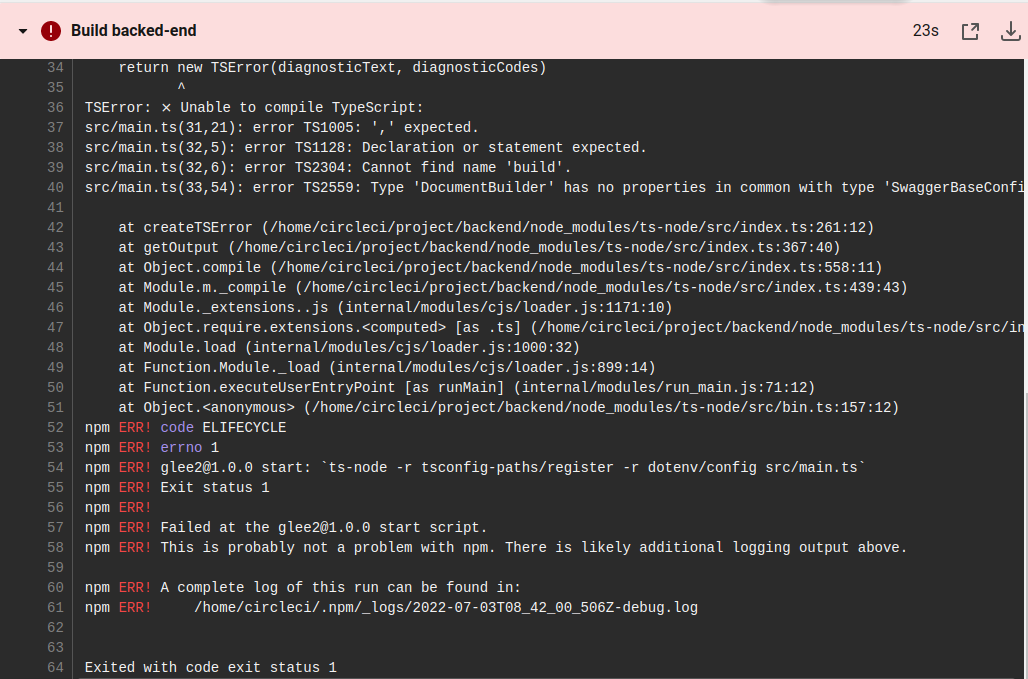 Build backed-end 23s
34 return new TSError(diagnosticText, diagnosticCodes)
35 ^
36 TSError: ⨯ Unable to compile TypeScript:
37 src/main.ts(31,21): error TS1005: ',' expected.
38 src/main.ts(32,5): error TS1128: Declaration or statement expected.
39 src/main.ts(32,6): error TS2304: Cannot find name 'build'.
40 src/main.ts(33,54): error TS2559: Type 'DocumentBuilder' has no properties in common with type 'SwaggerBaseConfi
41
42 at createTSError (/home/circleci/project/backend/node_modules/ts-node/src/index.ts:261:12)
43 at getOutput (/home/circleci/project/backend/node_modules/ts-node/src/index.ts:367:40)
44 at Object.compile (/home/circleci/project/backend/node_modules/ts-node/src/index.ts:558:11)
45 at Module.m._compile (/home/circleci/project/backend/node_modules/ts-node/src/index.ts:439:43)
46 at Module._extensions..js (internal/modules/cjs/loader.js:1171:10)
47 at Object.require.extensions.<computed> [as .ts] (/home/circleci/project/backend/node_modules/ts-node/src/in
48 at Module.load (internal/modules/cjs/loader.js:1000:32)
49 at Function.Module._load (internal/modules/cjs/loader.js:899:14)
50 at Function.executeUserEntryPoint [as runMain] (internal/modules/run_main.js:71:12)
51 at Object.<anonymous> (/home/circleci/project/backend/node_modules/ts-node/src/bin.ts:157:12)
52 npm ERR! code ELIFECYCLE
53 npm ERR! errno 1
54 npm ERR! glee2@1.0.0 start: `ts-node -r tsconfig-paths/register -r dotenv/config src/main.ts`
55 npm ERR! Exit status 1
56 npm ERR!
57 npm ERR! Failed at the glee2@1.0.0 start script.
58 npm ERR! This is probably not a problem with npm. There is likely additional logging output above.
59
60 npm ERR! A complete log of this run can be found in:
61 npm ERR! /home/circleci/.npm/_logs/2022-07-03T08_42_00_506Z-debug.log
62
63
64 Exited with code exit status 1